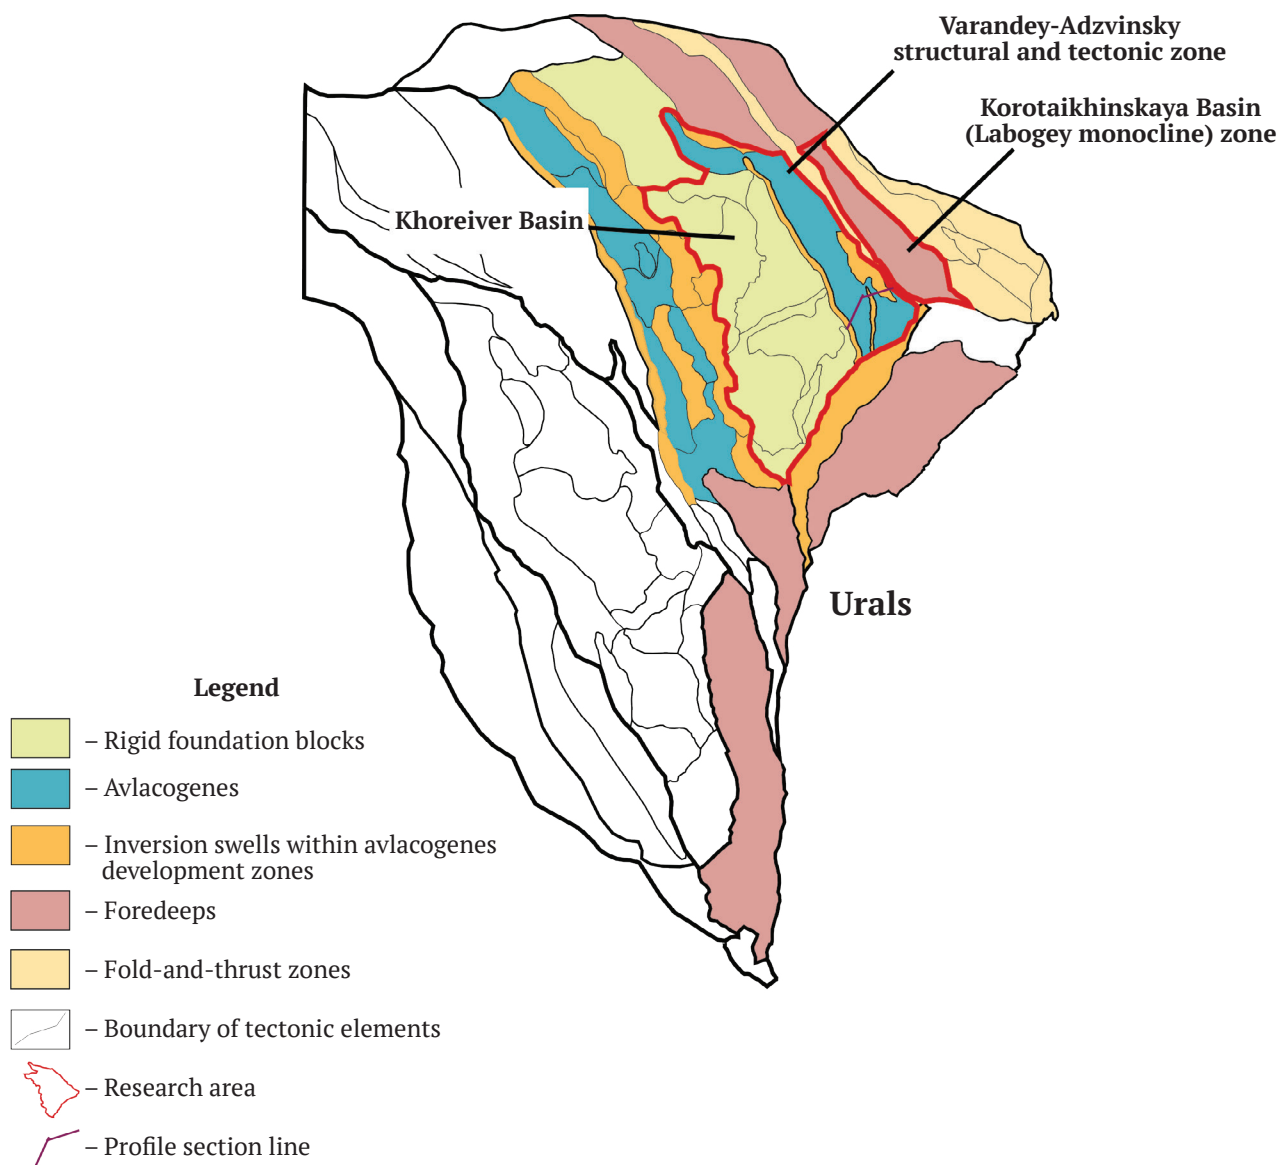 Varandey-Adzvinsky
structural and tectonic zone
Korotaikhinskaya Basin
(Labogey monocline) zone
Khoreiver Basin
Urals
Legend
– Rigid foundation blocks
– Avlacogenes
– Inversion swells within avlacogenes
development zones
– Foredeeps
– Fold-and-thrust zones
– Boundary of tectonic elements
– Research area
– Profile section line